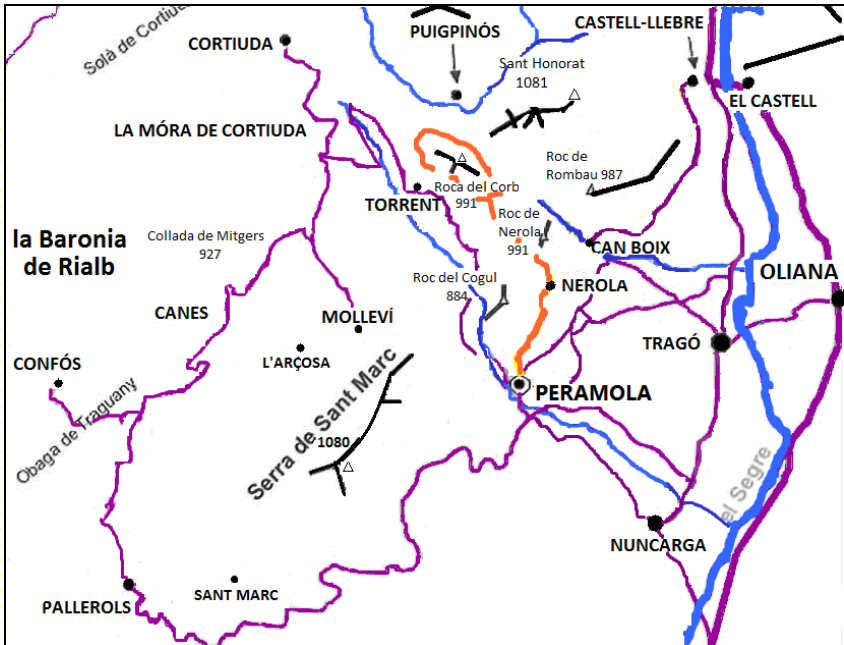 Solà de Cortiuda
CORTIUDA
PUIGPINÓS
CASTELL-LLEBRE
Sant Honorat
1081
EL CASTELL
LA MÓRA DE CORTIUDA
Roc de
Rombau 987
Roca del Corb
991
TORRENT
Roc de
Nerola
991
la Baronia
de Rialb
Collada de Mitgers
927
CAN BOIX
OLIANA
Roc del Cogul
884
NEROLA
CANES
MOLLEVÍ
TRAGÓ
L'ARÇOSA
CONFÓS
PERAMOLA
Obaga de Traguany
Serra de Sant Marc
1080
el Segre
NUNCARGA
PALLEROLS
SANT MARC